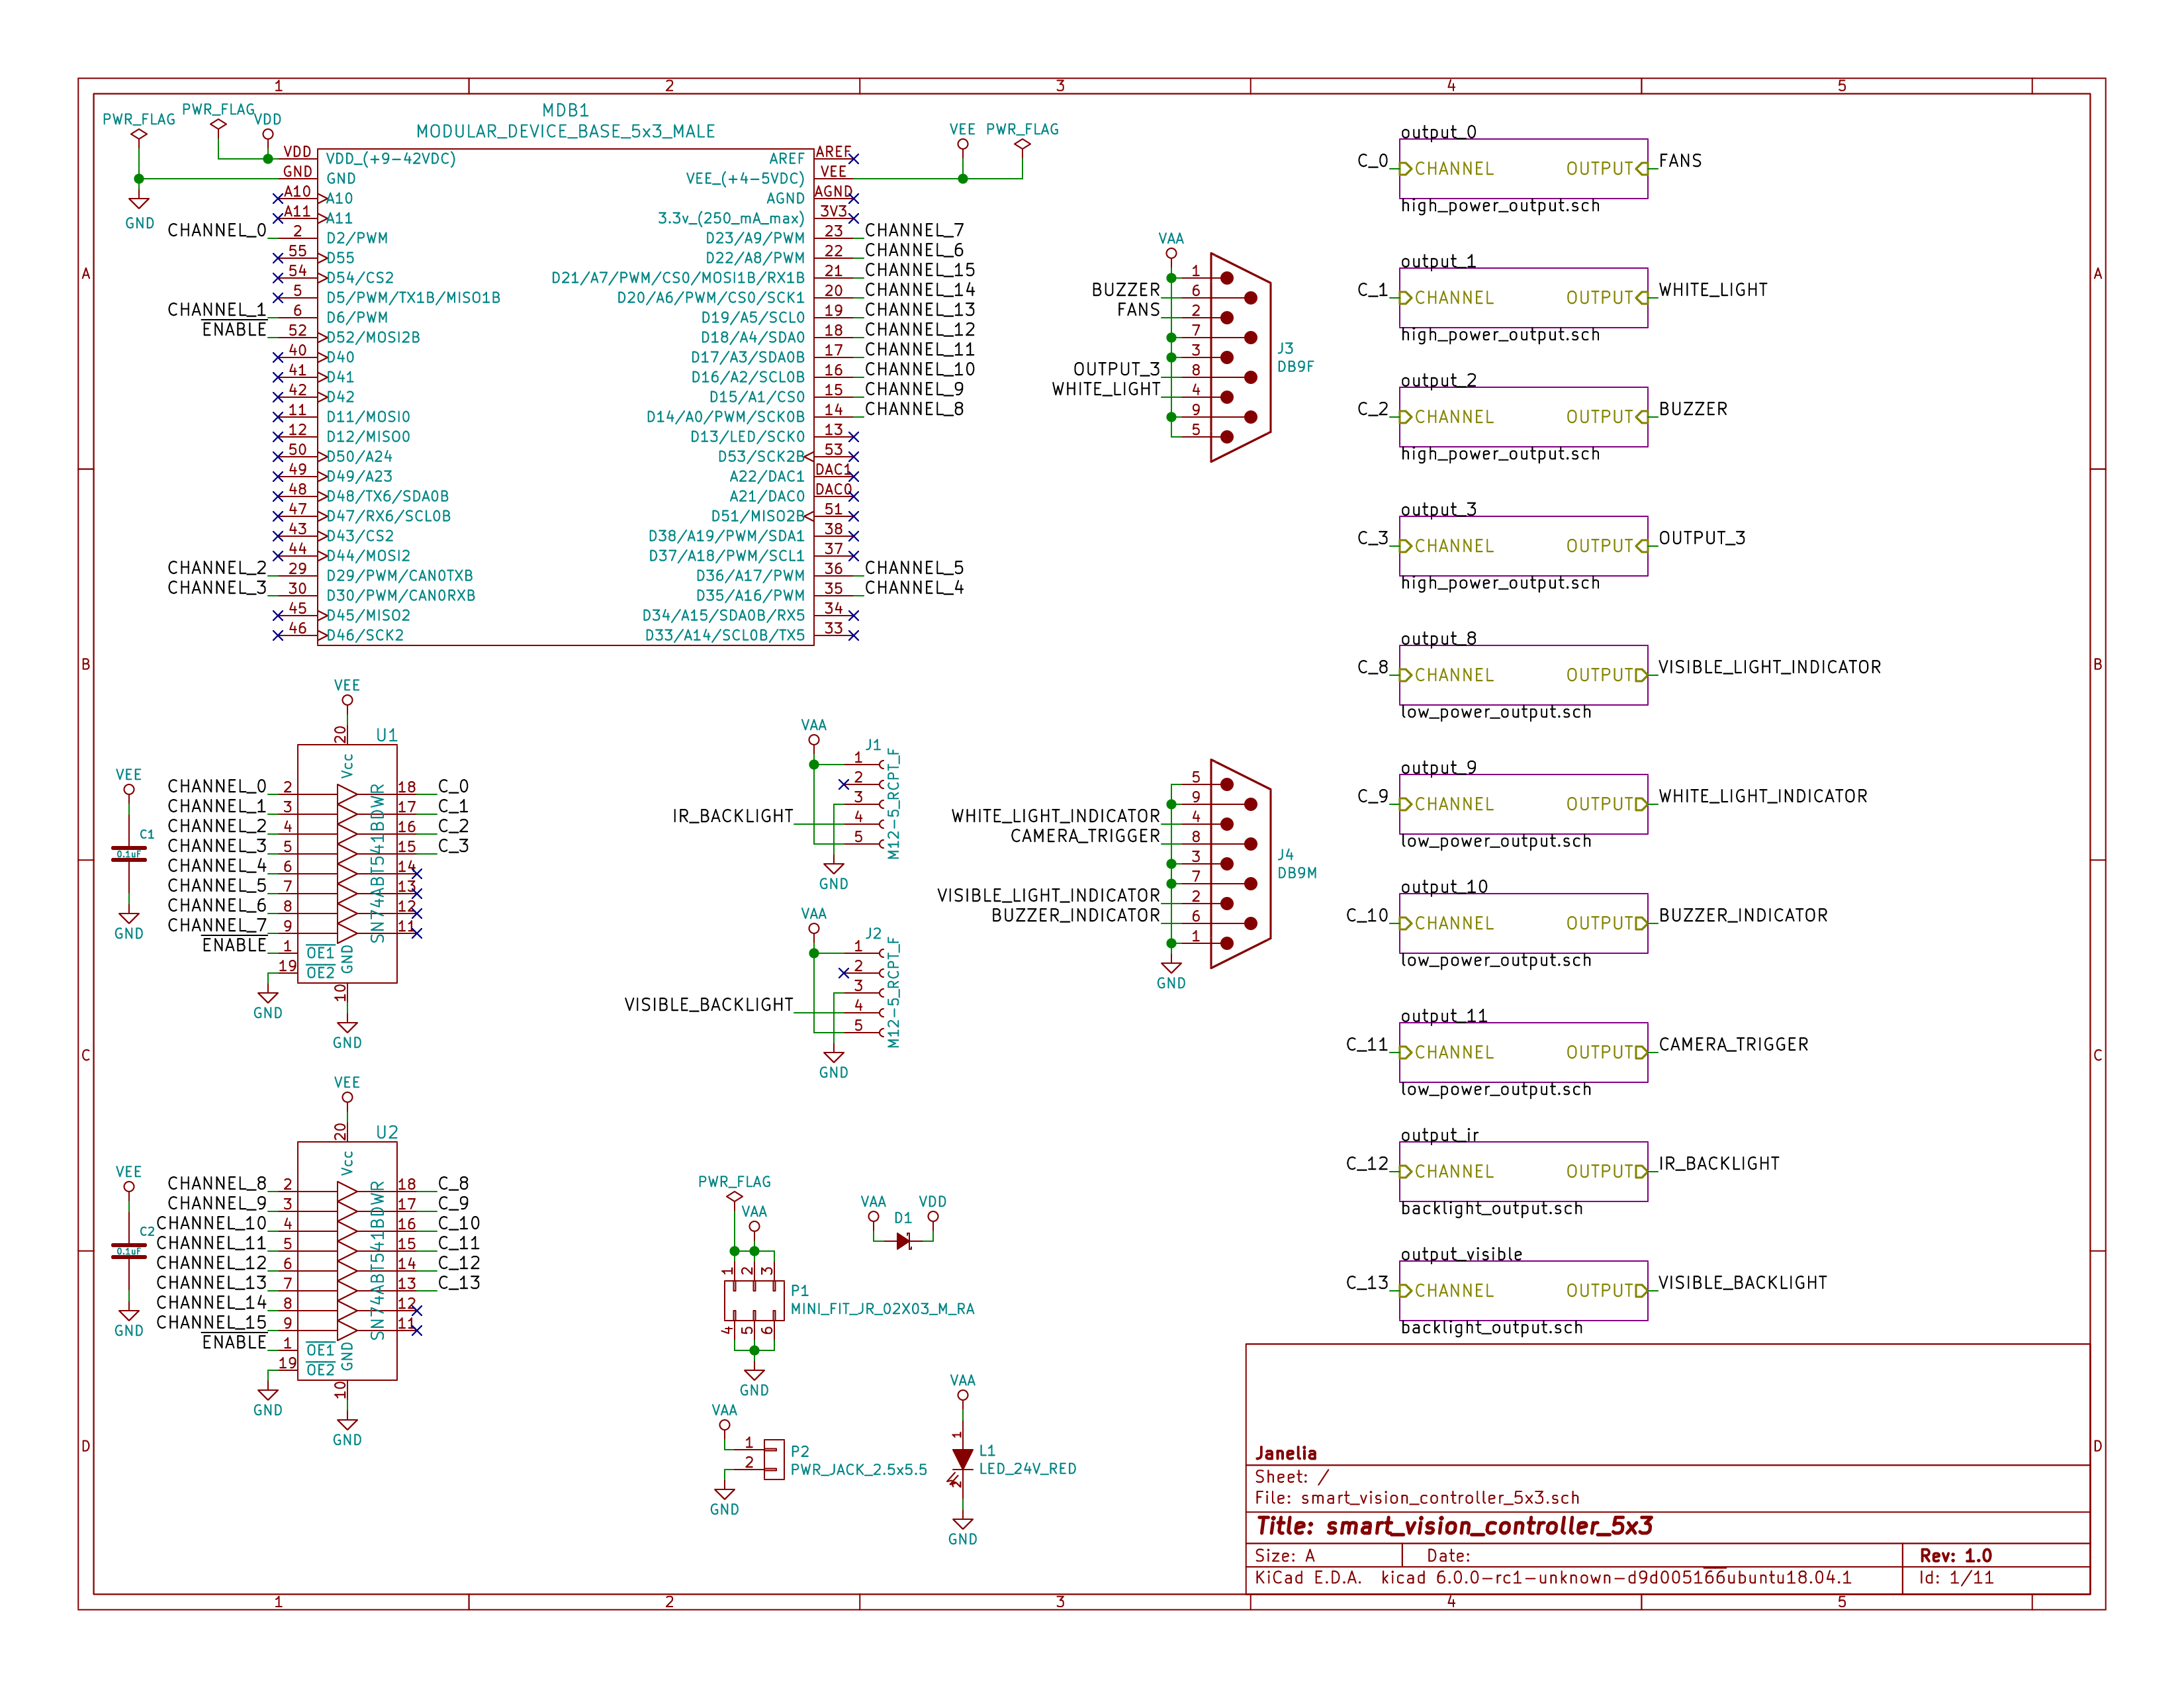 1 2 3 4 5
A
B
C
D
PWR_FLAG
PWR_FLAG
VDD
GND
MDB1
MODULAR_DEVICE_BASE_5x3_MALE
VDD VDD_(+9-42VDC)
GND GND
A10 A10
A11 A11
CHANNEL_0 2 D2/PWM
55 D55
54 D54/CS2
5 D5/PWM/TX1B/MISO1B
CHANNEL_1 6 D6/PWM
ENABLE 52 D52/MOSI2B
40 D40
41 D41
42 D42
11 D11/MOSI0
12 D12/MISO0
50 D50/A24
49 D49/A23
48 D48/TX6/SDA0B
47 D47/RX6/SCL0B
43 D43/CS2
44 D44/MOSI2
CHANNEL_2 29 D29/PWM/CAN0TXB
CHANNEL_3 30 D30/PWM/CAN0RXB
45 D45/MISO2
46 D46/SCK2
AREF AREF
VEE_(+4-5VDC) VEE
AGND AGND
3.3v_(250_mA_max) 3V3
D23/A9/PWM 23 CHANNEL_7
D22/A8/PWM 22 CHANNEL_6
D21/A7/PWM/CS0/MOSI1B/RX1B 21 CHANNEL_15
D20/A6/PWM/CS0/SCK1 20 CHANNEL_14
D19/A5/SCL0 19 CHANNEL_13
D18/A4/SDA0 18 CHANNEL_12
D17/A3/SDA0B 17 CHANNEL_11
D16/A2/SCL0B 16 CHANNEL_10
D15/A1/CS0 15 CHANNEL_9
D14/A0/PWM/SCK0B 14 CHANNEL_8
D13/LED/SCK0 13
D53/SCK2B 53
A22/DAC1 DAC1
A21/DAC0 DAC0
D51/MISO2B 51
D38/A19/PWM/SDA1 38
D37/A18/PWM/SCL1 37
D36/A17/PWM 36 CHANNEL_5
D35/A16/PWM 35 CHANNEL_4
D34/A15/SDA0B/RX5 34
D33/A14/SCL0B/TX5 33
VEE
PWR_FLAG
VAA
1
BUZZER 6
FANS 2
7
3
OUTPUT_3 8
WHITE_LIGHT 4
9
5
J3
DB9F
output_0
C_0 CHANNEL OUTPUT FANS
high_power_output.sch
output_1
C_1 CHANNEL OUTPUT WHITE_LIGHT
high_power_output.sch
output_2
C_2 CHANNEL OUTPUT BUZZER
high_power_output.sch
output_3
C_3 CHANNEL OUTPUT OUTPUT_3
high_power_output.sch
output_8
C_8 CHANNEL OUTPUT VISIBLE_LIGHT_INDICATOR
low_power_output.sch
output_9
C_9 CHANNEL OUTPUT WHITE_LIGHT_INDICATOR
low_power_output.sch
output_10
C_10 CHANNEL OUTPUT BUZZER_INDICATOR
low_power_output.sch
output_11
C_11 CHANNEL OUTPUT CAMERA_TRIGGER
low_power_output.sch
output_ir
C_12 CHANNEL OUTPUT IR_BACKLIGHT
backlight_output.sch
output_visible
C_13 CHANNEL OUTPUT VISIBLE_BACKLIGHT
backlight_output.sch
VEE
C1
0.1uF
GND
VEE
U1
20
Vcc
SN74ABT541BDWR
CHANNEL_0 2 18 C_0
CHANNEL_1 3 17 C_1
CHANNEL_2 4 16 C_2
CHANNEL_3 5 15 C_3
CHANNEL_4 6 14
CHANNEL_5 7 13
CHANNEL_6 8 12
CHANNEL_7 9 11
ENABLE 1 OE1
19 OE2
GND
10
GND
GND
VEE
C2
0.1uF
GND
VEE
U2
20
Vcc
SN74ABT541BDWR
CHANNEL_8 2 18 C_8
CHANNEL_9 3 17 C_9
CHANNEL_10 4 16 C_10
CHANNEL_11 5 15 C_11
CHANNEL_12 6 14 C_12
CHANNEL_13 7 13 C_13
CHANNEL_14 8 12
CHANNEL_15 9 11
ENABLE 1 OE1
19 OE2
GND
10
GND
GND
VAA
J1
1
2
3
IR_BACKLIGHT 4
5
M12-5_RCPT_F
GND
VAA
J2
1
2
3
VISIBLE_BACKLIGHT 4
5
M12-5_RCPT_F
GND
5
9
WHITE_LIGHT_INDICATOR 4
CAMERA_TRIGGER 8
3
7
VISIBLE_LIGHT_INDICATOR 2
BUZZER_INDICATOR 6
1
GND
J4
DB9M
PWR_FLAG
VAA
1 2 3
P1
MINI_FIT_JR_02X03_M_RA
4 5 6
GND
VAA D1 VDD
VAA
1
2
P2
PWR_JACK_2.5x5.5
GND
VAA
1
L1
LED_24V_RED
2
GND
Janelia
Sheet: /
File: smart_vision_controller_5x3.sch
Title: smart_vision_controller_5x3
Size: A Date: Rev: 1.0
KiCad E.D.A. kicad 6.0.0-rc1-unknown-d9d005166ubuntu18.04.1 Id: 1/11
1 2 3 4 5
A
B
C
D